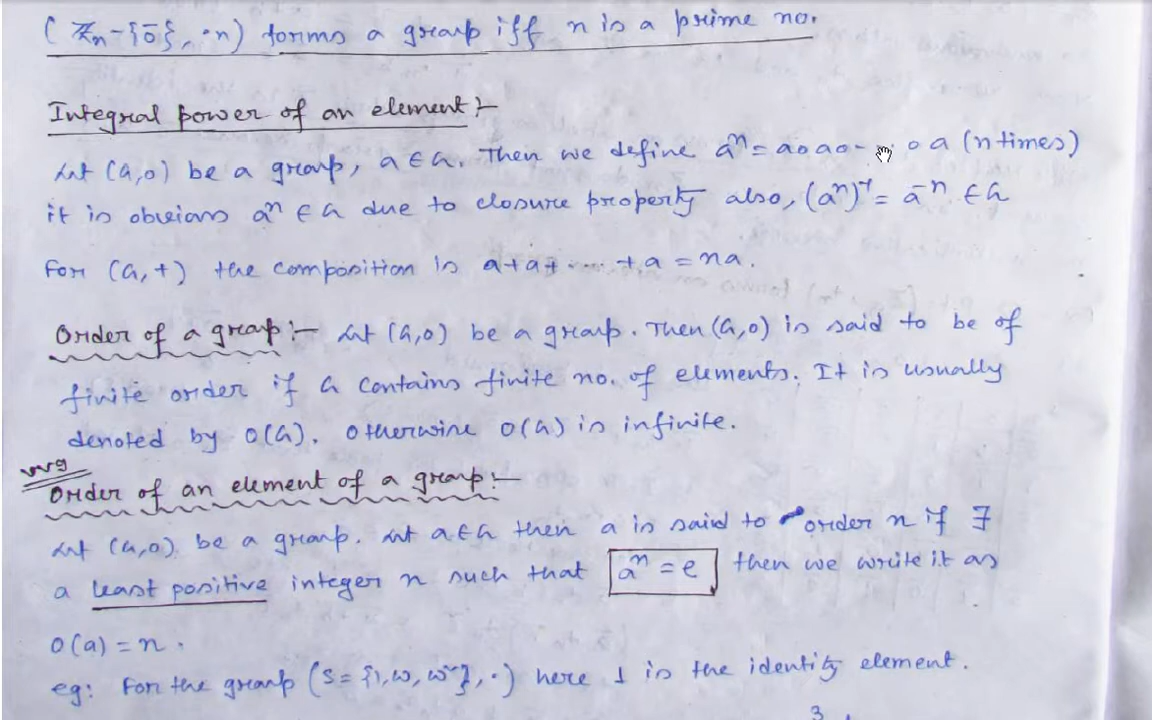 (ℤn-{0̄}, ·n) forms a group iff n is a prime no.
Integral power of an element:-
Let (G,o) be a group, a ∈ G. Then we define aⁿ = aoao- - oa (n times)
it is obvious aⁿ ∈ G due to closure property also, (aⁿ)⁻¹ = a⁻ⁿ ∈ G
For (G,+) the composition is a+a+ ··· +a = na.
Order of a group:- Let (G,o) be a group. Then (G,o) is said to be of
finite order if G contains finite no. of elements. It is usually
denoted by O(G). Otherwise O(G) is infinite.
Order of an element of a group:-
Let (G,o) be a group. Let a ∈ G then a is said to order n if ∃
a least positive integer n such that aⁿ = e then we write it as
O(a) = n.
eg: For the group (S = {1,ω,ω²}, ·) here 1 is the identity element.
3